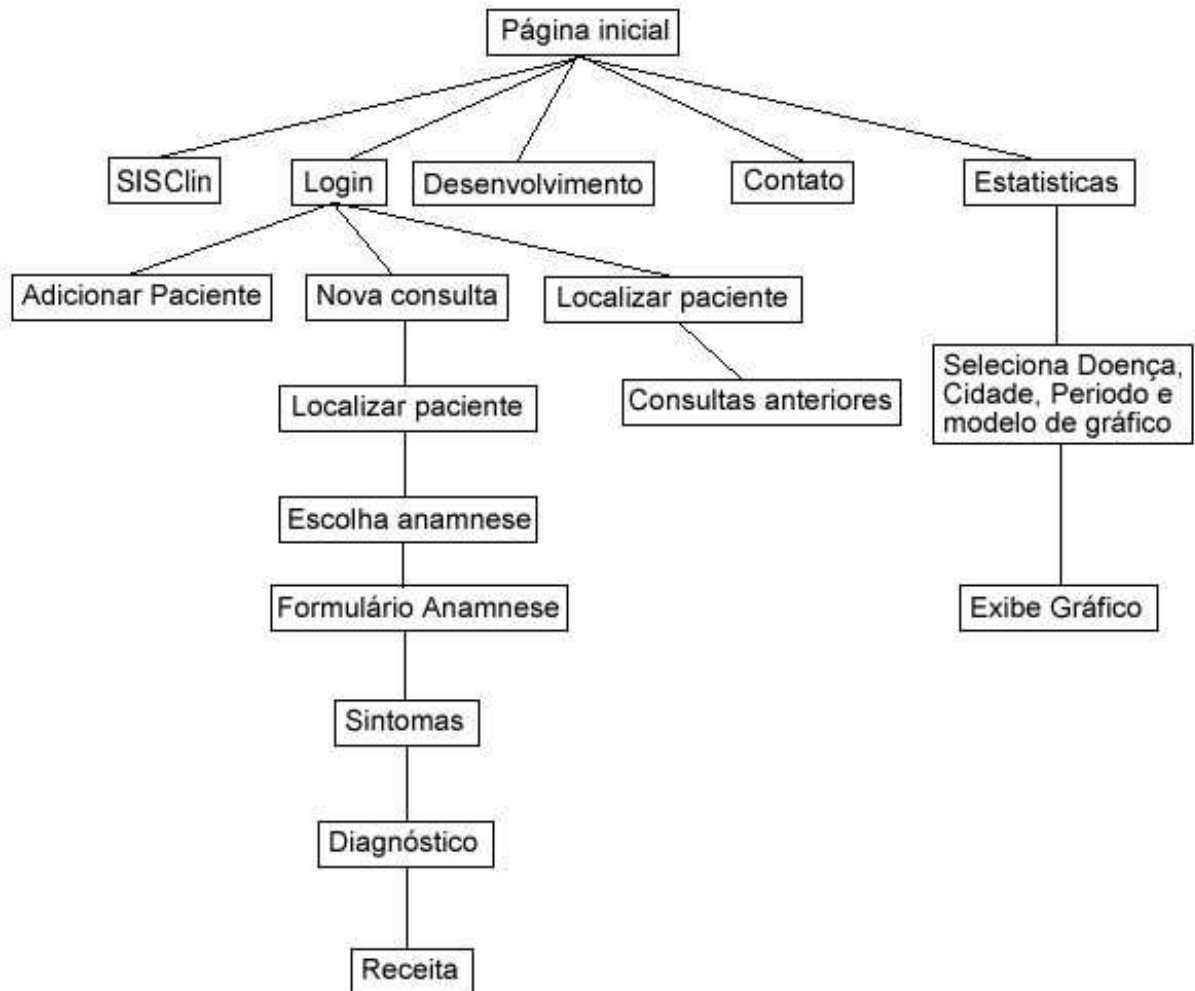 Página inicial
SISClin
Login
Desenvolvimento
Contato
Estatisticas
Adicionar Paciente
Nova consulta
Localizar paciente
Localizar paciente
Consultas anteriores
Seleciona Doença,
Cidade, Periodo e
modelo de gráfico
Escolha anamnese
Formulário Anamnese
Exibe Gráfico
Sintomas
Diagnóstico
Receita